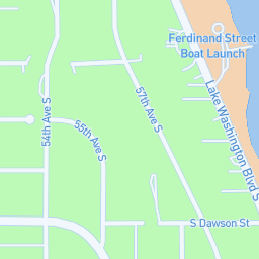 Ferdinand Street
Boat Launch
57th Ave S
Lake Washington Blvd S
54th Ave S
55th Ave S
S Dawson St